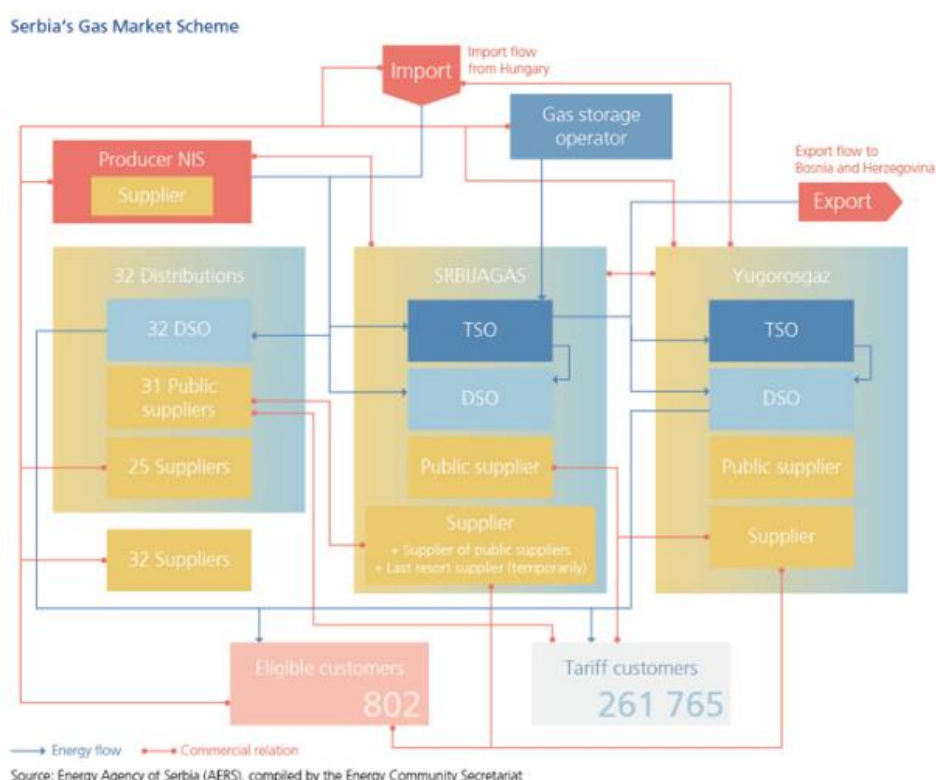 Serbia's Gas Market Scheme
Import
Import flow
from Hungary
Gas storage
operator
Producer NIS
Supplier
Export flow to
Bosnia and Herzegovina
Export
32 Distributions
32 DSO
31 Public
suppliers
25 Suppliers
32 Suppliers
SRBIJAGAS
TSO
DSO
Public supplier
Supplier
+ Supplier of public suppliers
+ Last resort supplier (temporarily)
Yugorosgaz
TSO
DSO
Public supplier
Supplier
Eligible customers
802
Tariff customers
261 765
Energy flow
Commercial relation
Source: Energy Agency of Serbia (AERS), compiled by the Energy Community Secretariat